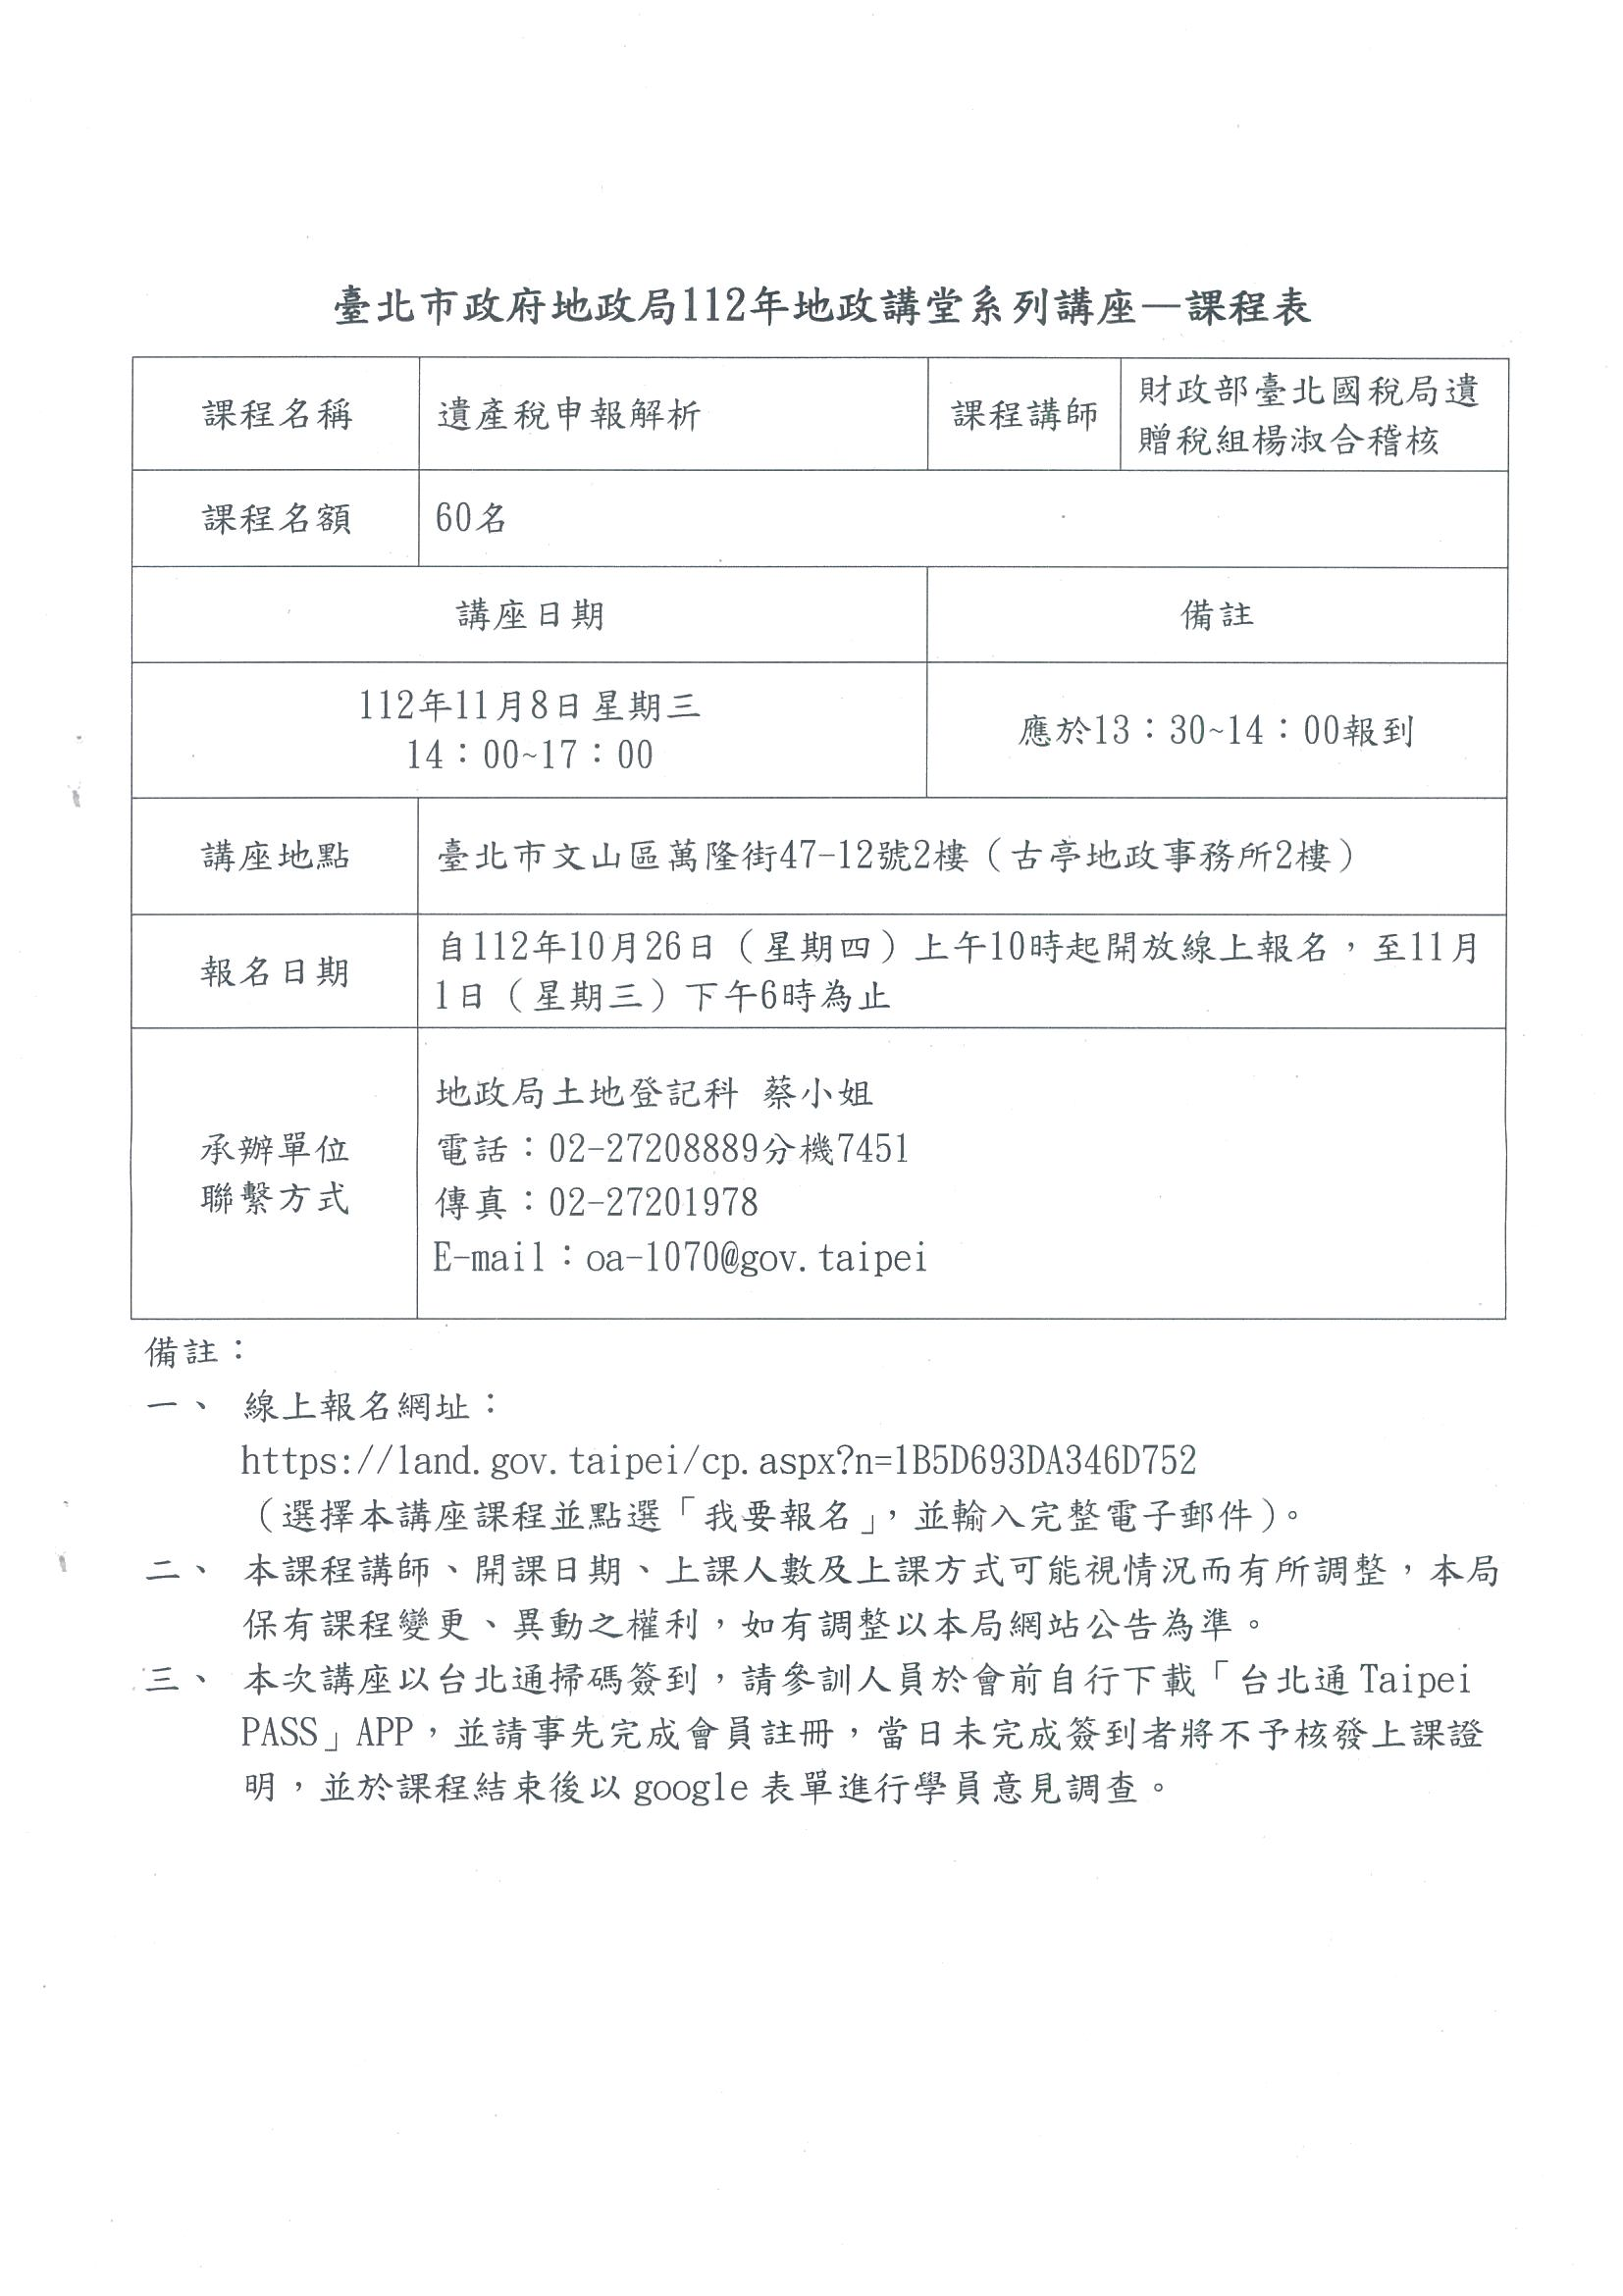 臺北市政府地政局112年地政講堂系列講座—課程表
課程名稱
遺產稅申報解析
課程講師
財政部臺北國稅局遺
贈稅組楊淑合稽核
課程名額
60名
講座日期
備註
112年11月8日星期三
14：00~17：00
應於13：30~14：00報到
講座地點
臺北市文山區萬隆街47-12號2樓（古亭地政事務所2樓）
報名日期
自112年10月26日（星期四）上午10時起開放線上報名，至11月
1日（星期三）下午6時為止
承辦單位
聯繫方式
地政局土地登記科 蔡小姐
電話：02-27208889分機7451
傳真：02-27201978
E-mail：oa-1070@gov.taipei
備註：
一、 線上報名網址：
https://land.gov.taipei/cp.aspx?n=1B5D693DA346D752
（選擇本講座課程並點選「我要報名」，並輸入完整電子郵件）。
二、 本課程講師、開課日期、上課人數及上課方式可能視情況而有所調整，本局
保有課程變更、異動之權利，如有調整以本局網站公告為準。
三、 本次講座以台北通掃碼簽到，請參訓人員於會前自行下載「台北通 Taipei
PASS」APP，並請事先完成會員註冊，當日未完成簽到者將不予核發上課證
明，並於課程結束後以 google 表單進行學員意見調查。